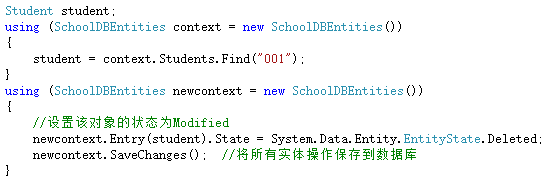 Student student;
using (SchoolDBEntities context = new SchoolDBEntities())
{
    student = context.Students.Find("001");
}
using (SchoolDBEntities newcontext = new SchoolDBEntities())
{
    //设置该对象的状态为Modified
    newcontext.Entry(student).State = System.Data.Entity.EntityState.Deleted;
    newcontext.SaveChanges();  //将所有实体操作保存到数据库
}